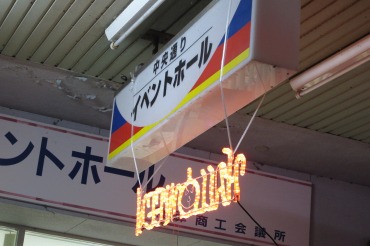 中央通り
イベントホール
ントホール
商工会議所